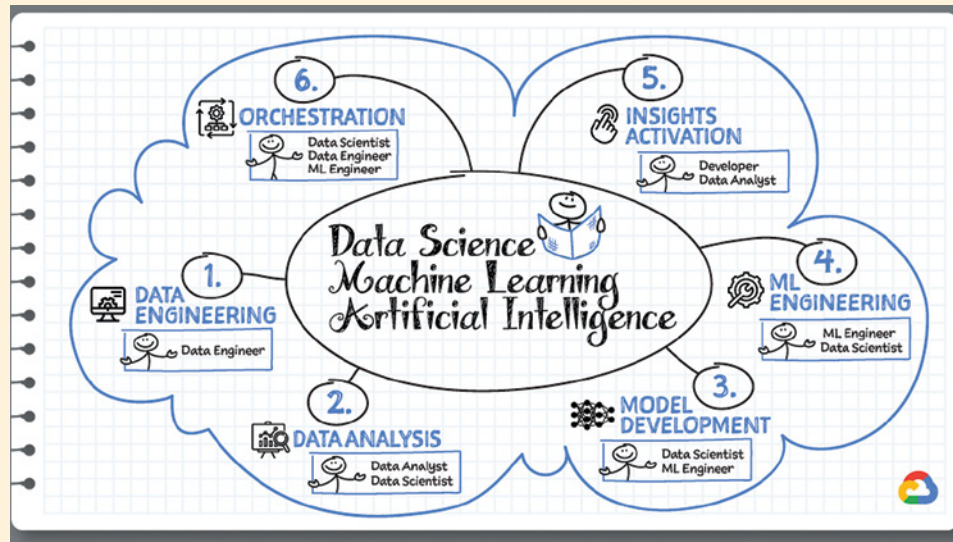 Data Science
Machine Learning
Artificial Intelligence
1.
DATA
ENGINEERING
Data Engineer
2.
DATA ANALYSIS
Data Analyst
Data Scientist
3.
MODEL
DEVELOPMENT
Data Scientist
ML Engineer
4.
ML
ENGINEERING
ML Engineer
Data Scientist
5.
INSIGHTS
ACTIVATION
Developer
Data Analyst
6.
ORCHESTRATION
Data Scientist
Data Engineer
ML Engineer